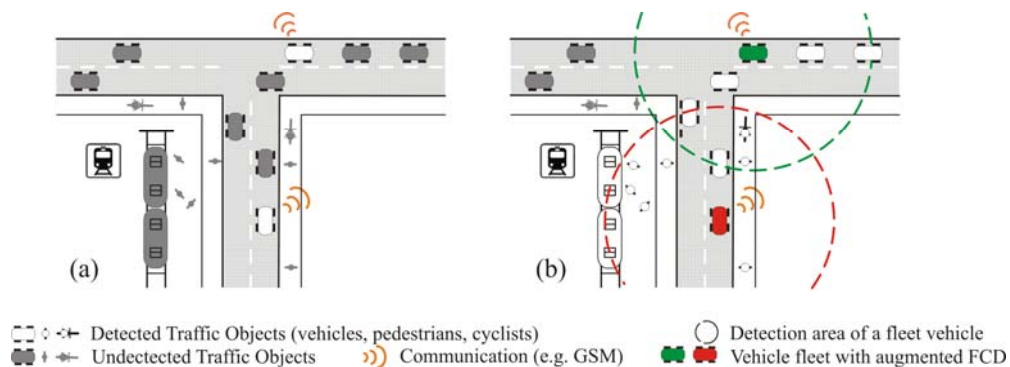 (a)
(b)
Detected Traffic Objects (vehicles, pedestrians, cyclists)
Detection area of a fleet vehicle
Undectected Traffic Objects
Communication (e.g. GSM)
Vehicle fleet with augmented FCD